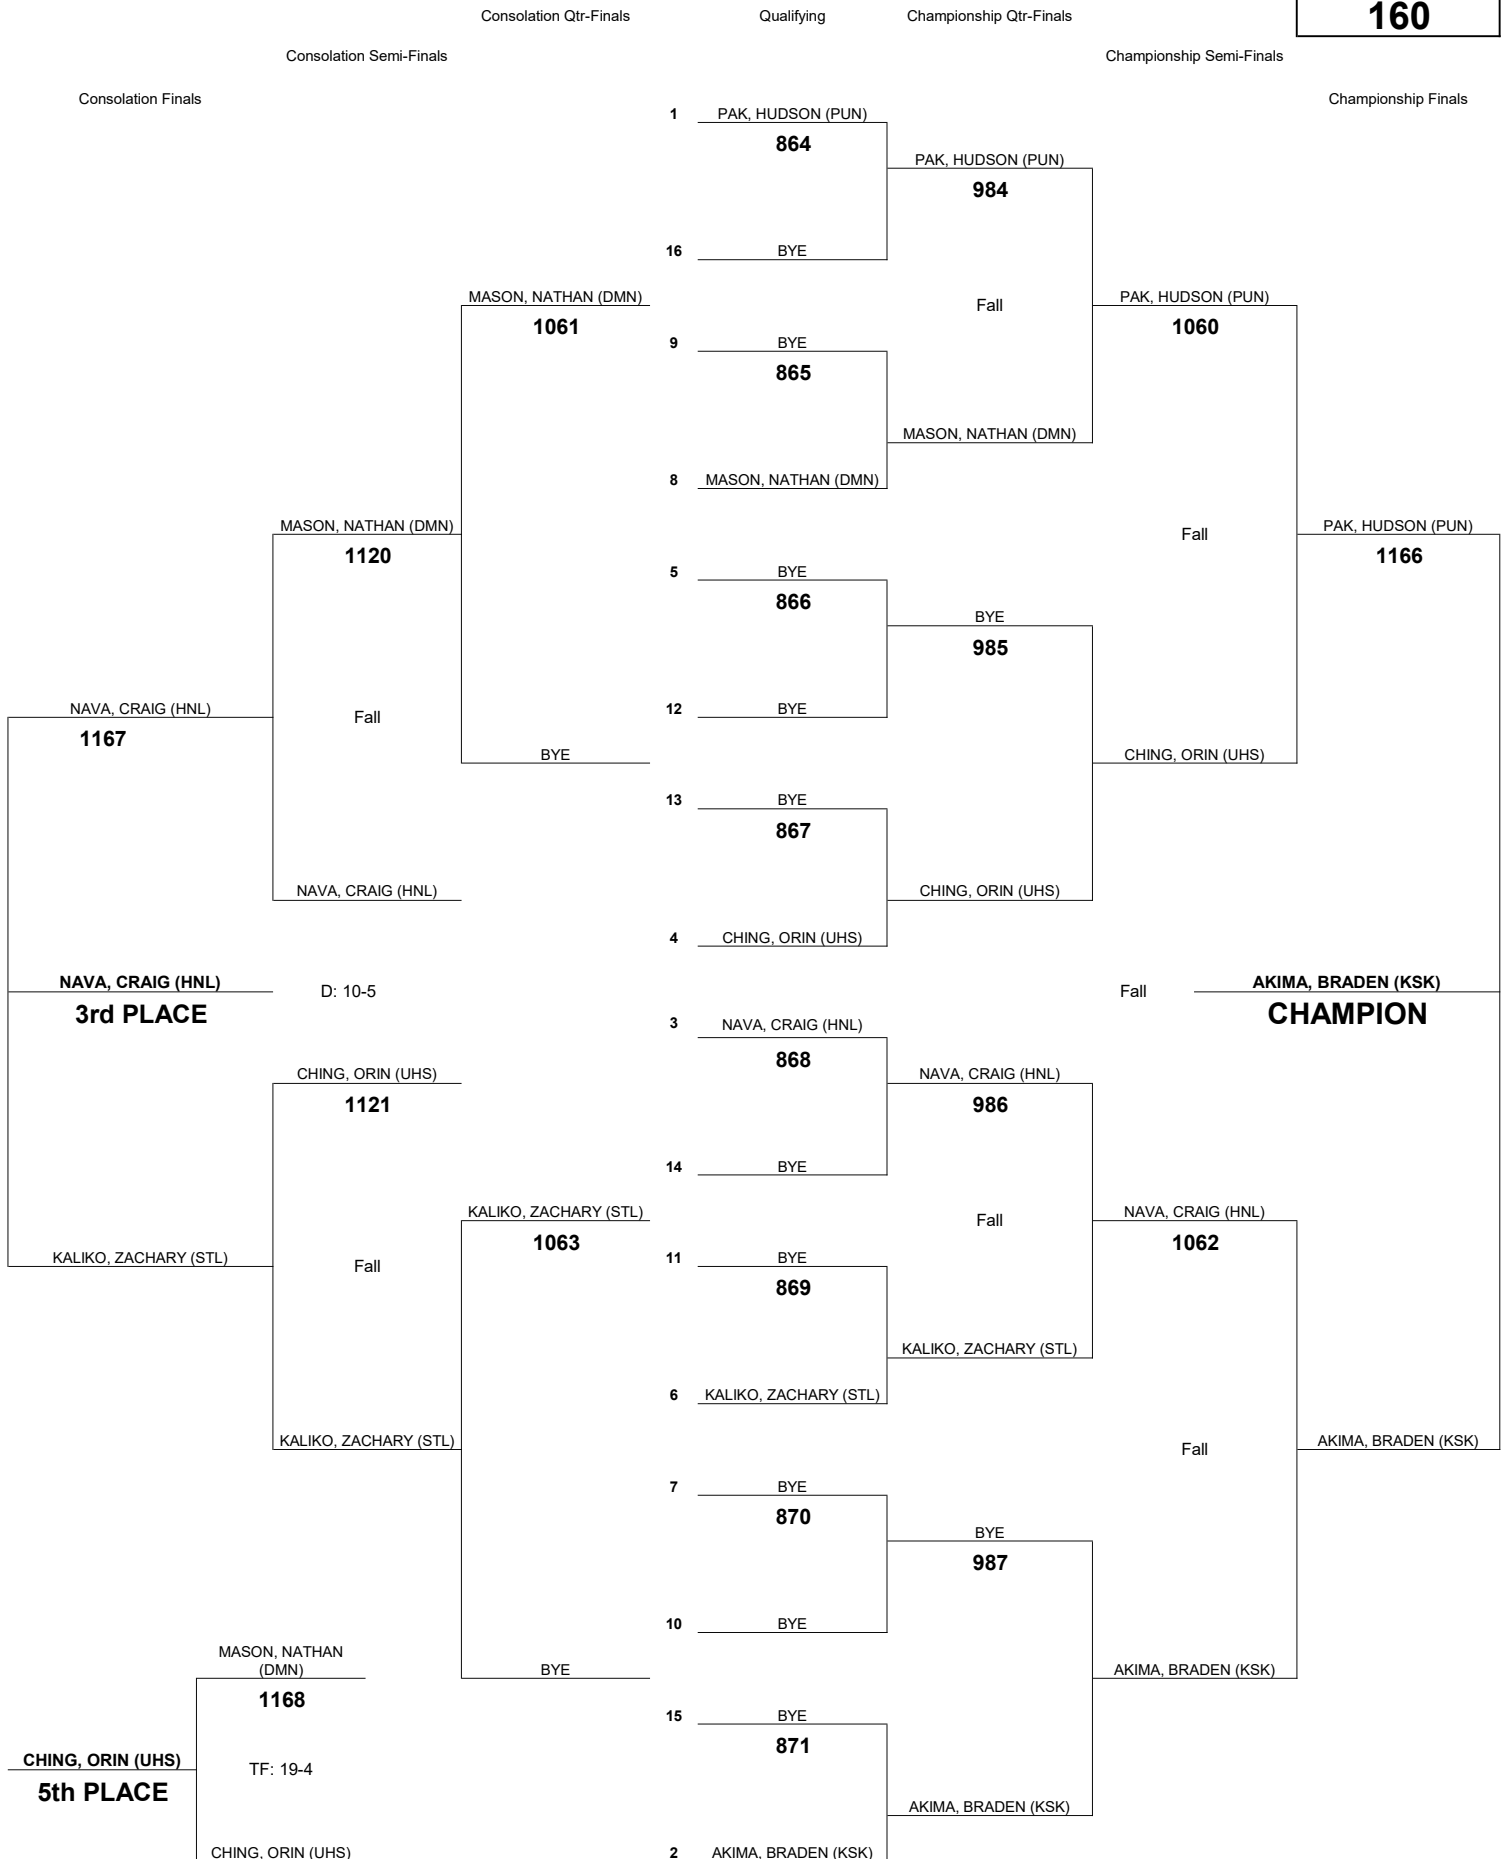 Consolation Qtr-Finals Qualifying Championship Qtr-Finals 160
Consolation Semi-Finals Championship Semi-Finals
Consolation Finals Championship Finals
1 PAK, HUDSON (PUN)
864
PAK, HUDSON (PUN)
984
16 BYE
MASON, NATHAN (DMN) Fall PAK, HUDSON (PUN)
1061 1060
9 BYE
865
MASON, NATHAN (DMN)
8 MASON, NATHAN (DMN)
MASON, NATHAN (DMN) Fall PAK, HUDSON (PUN)
1120 1166
5 BYE
866
BYE
985
NAVA, CRAIG (HNL) Fall 12 BYE
1167
BYE CHING, ORIN (UHS)
13 BYE
867
NAVA, CRAIG (HNL) CHING, ORIN (UHS)
4 CHING, ORIN (UHS)
NAVA, CRAIG (HNL) D: 10-5 Fall AKIMA, BRADEN (KSK)
3rd PLACE CHAMPION
3 NAVA, CRAIG (HNL)
868
CHING, ORIN (UHS) NAVA, CRAIG (HNL)
1121 986
14 BYE
KALIKO, ZACHARY (STL) Fall NAVA, CRAIG (HNL)
1063 1062
KALIKO, ZACHARY (STL) Fall 11 BYE
869
KALIKO, ZACHARY (STL)
6 KALIKO, ZACHARY (STL)
KALIKO, ZACHARY (STL) Fall AKIMA, BRADEN (KSK)
7 BYE
870
BYE
987
10 BYE
MASON, NATHAN
(DMN) BYE AKIMA, BRADEN (KSK)
1168
15 BYE
871
CHING, ORIN (UHS) TF: 19-4
5th PLACE
AKIMA, BRADEN (KSK)
CHING, ORIN (UHS) 2 AKIMA, BRADEN (KSK)